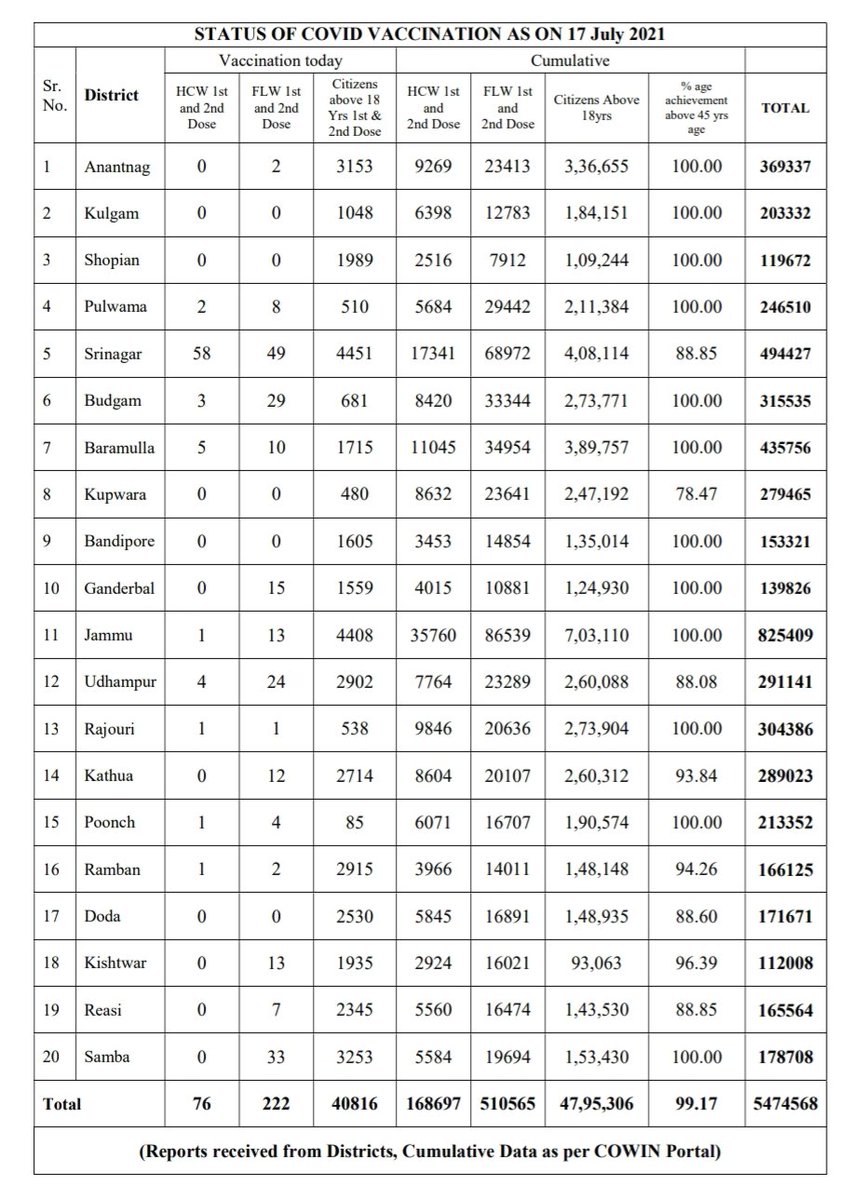 STATUS OF COVID VACCINATION AS ON 17 July 2021
Vaccination today Cumulative
Sr. No. District HCW 1st and 2nd Dose FLW 1st and 2nd Dose Citizens above 18 Yrs 1st & 2nd Dose HCW 1st and 2nd Dose FLW 1st and 2nd Dose Citizens Above 18yrs % age achievement above 45 yrs age TOTAL
1 Anantnag 0 2 3153 9269 23413 3,36,655 100.00 369337
2 Kulgam 0 0 1048 6398 12783 1,84,151 100.00 203332
3 Shopian 0 0 1989 2516 7912 1,09,244 100.00 119672
4 Pulwama 2 8 510 5684 29442 2,11,384 100.00 246510
5 Srinagar 58 49 4451 17341 68972 4,08,114 88.85 494427
6 Budgam 3 29 681 8420 33344 2,73,771 100.00 315535
7 Baramulla 5 10 1715 11045 34954 3,89,757 100.00 435756
8 Kupwara 0 0 480 8632 23641 2,47,192 78.47 279465
9 Bandipore 0 0 1605 3453 14854 1,35,014 100.00 153321
10 Ganderbal 0 15 1559 4015 10881 1,24,930 100.00 139826
11 Jammu 1 13 4408 35760 86539 7,03,110 100.00 825409
12 Udhampur 4 24 2902 7764 23289 2,60,088 88.08 291141
13 Rajouri 1 1 538 9846 20636 2,73,904 100.00 304386
14 Kathua 0 12 2714 8604 20107 2,60,312 93.84 289023
15 Poonch 1 4 85 6071 16707 1,90,574 100.00 213352
16 Ramban 1 2 2915 3966 14011 1,48,148 94.26 166125
17 Doda 0 0 2530 5845 16891 1,48,935 88.60 171671
18 Kishtwar 0 13 1935 2924 16021 93,063 96.39 112008
19 Reasi 0 7 2345 5560 16474 1,43,530 88.85 165564
20 Samba 0 33 3253 5584 19694 1,53,430 100.00 178708
Total 76 222 40816 168697 510565 47,95,306 99.17 5474568
(Reports received from Districts, Cumulative Data as per COWIN Portal)